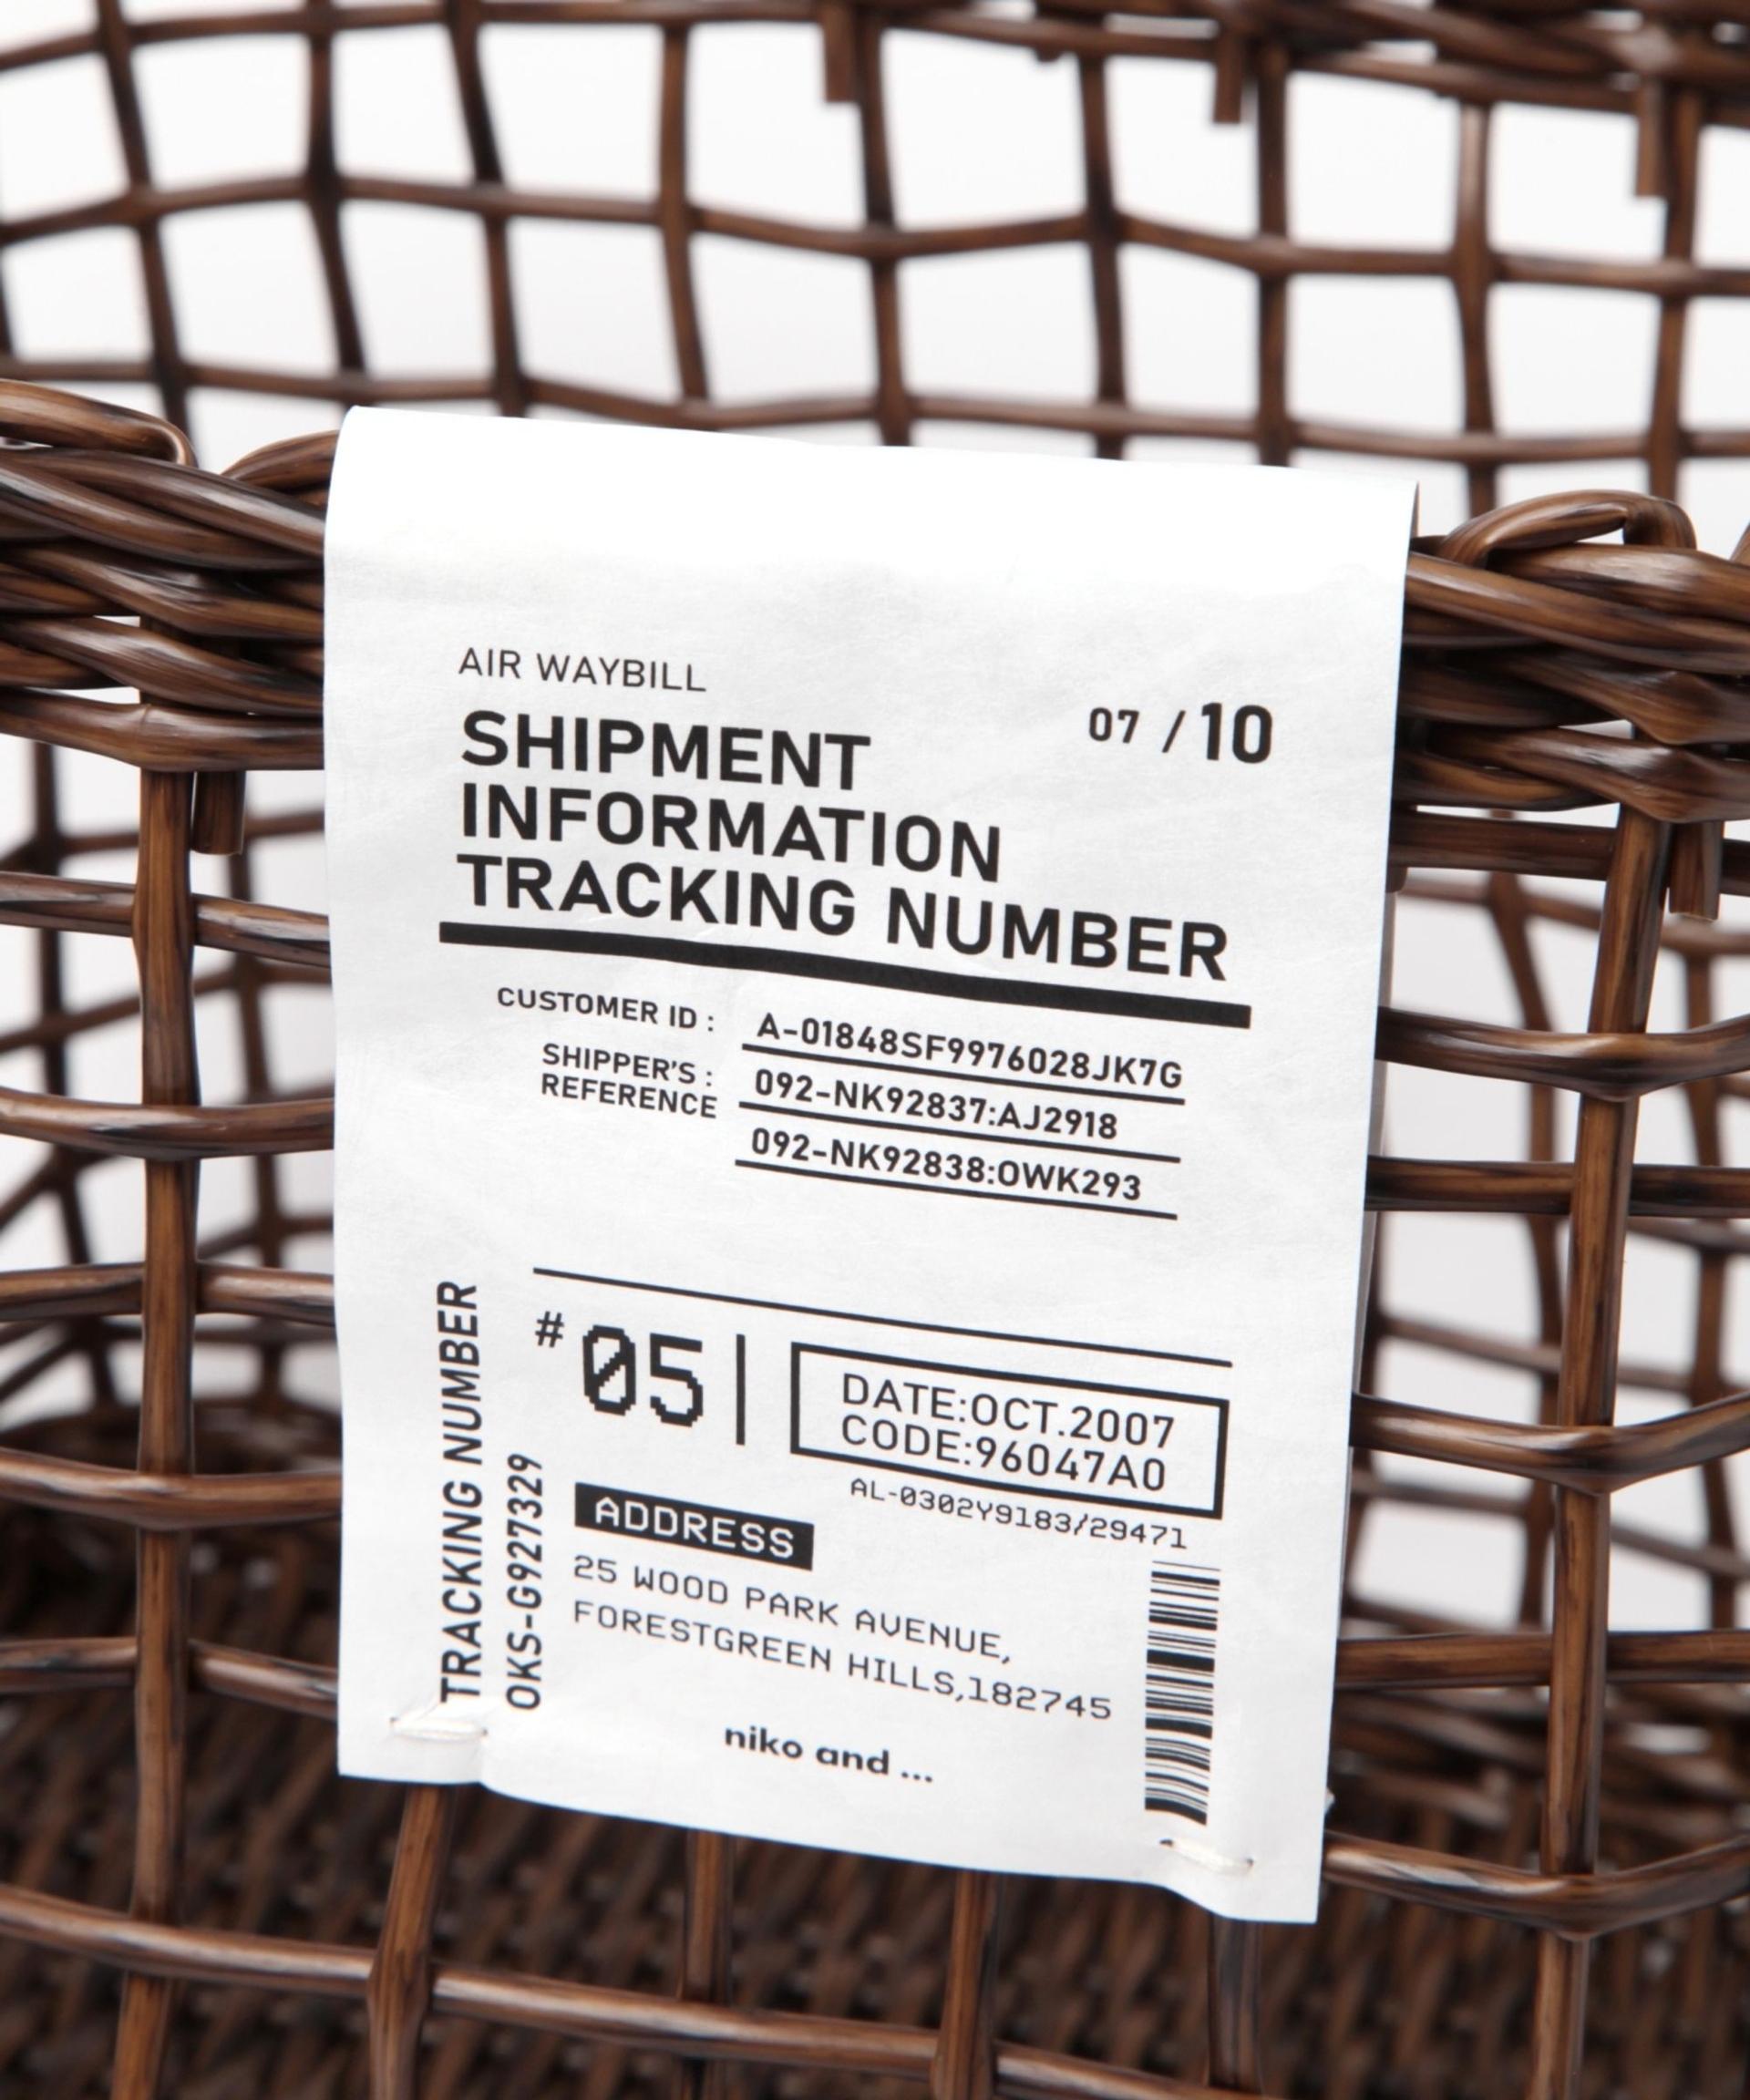 AIR WAYBILL
07 / 10
SHIPMENT
INFORMATION
TRACKING NUMBER
CUSTOMER ID : A-01848SF9976028JK7G
SHIPPER'S : 092-NK92837:AJ2918
REFERENCE
092-NK92838:OWK293
TRACKING NUMBER
OKS-G927329
# 05
DATE:OCT.2007
CODE:96047A0
AL-0302Y9183/29471
ADDRESS
25 WOOD PARK AVENUE,
FORESTGREEN HILLS,182745
niko and ...